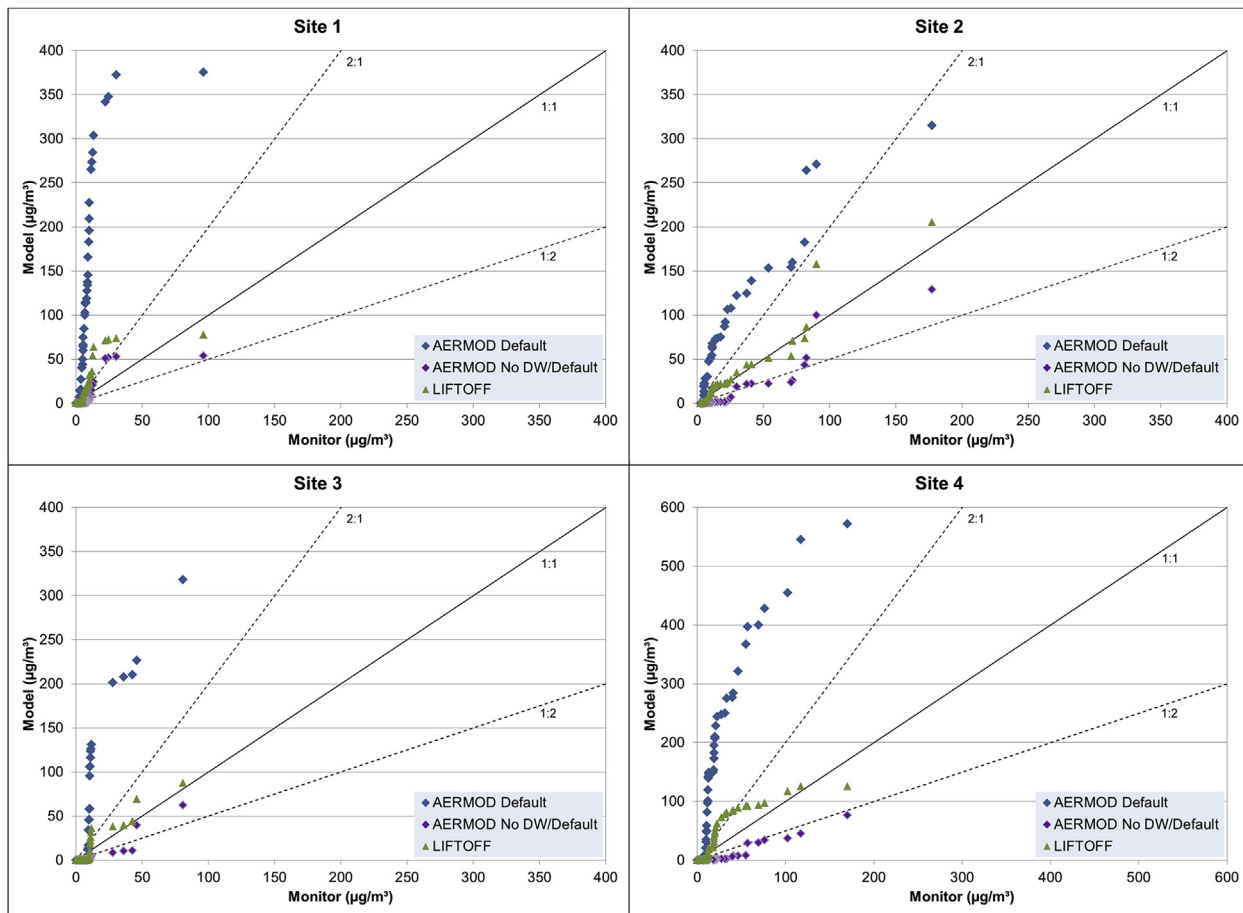 Site 1
400
350
300
250
200
150
100
50
0
Model (µg/m³)
2:1
1:1
1:2
AERMOD Default
AERMOD No DW/Default
LIFTOFF
0 50 100 150 200 250 300 350 400
Monitor (µg/m³)
Site 2
400
350
300
250
200
150
100
50
0
Model (µg/m³)
2:1
1:1
1:2
AERMOD Default
AERMOD No DW/Default
LIFTOFF
0 50 100 150 200 250 300 350 400
Monitor (µg/m³)
Site 3
400
350
300
250
200
150
100
50
0
Model (µg/m³)
2:1
1:1
1:2
AERMOD Default
AERMOD No DW/Default
LIFTOFF
0 50 100 150 200 250 300 350 400
Monitor (µg/m³)
Site 4
600
500
400
300
200
100
0
Model (µg/m³)
2:1
1:1
1:2
AERMOD Default
AERMOD No DW/Default
LIFTOFF
0 100 200 300 400 500 600
Monitor (µg/m³)